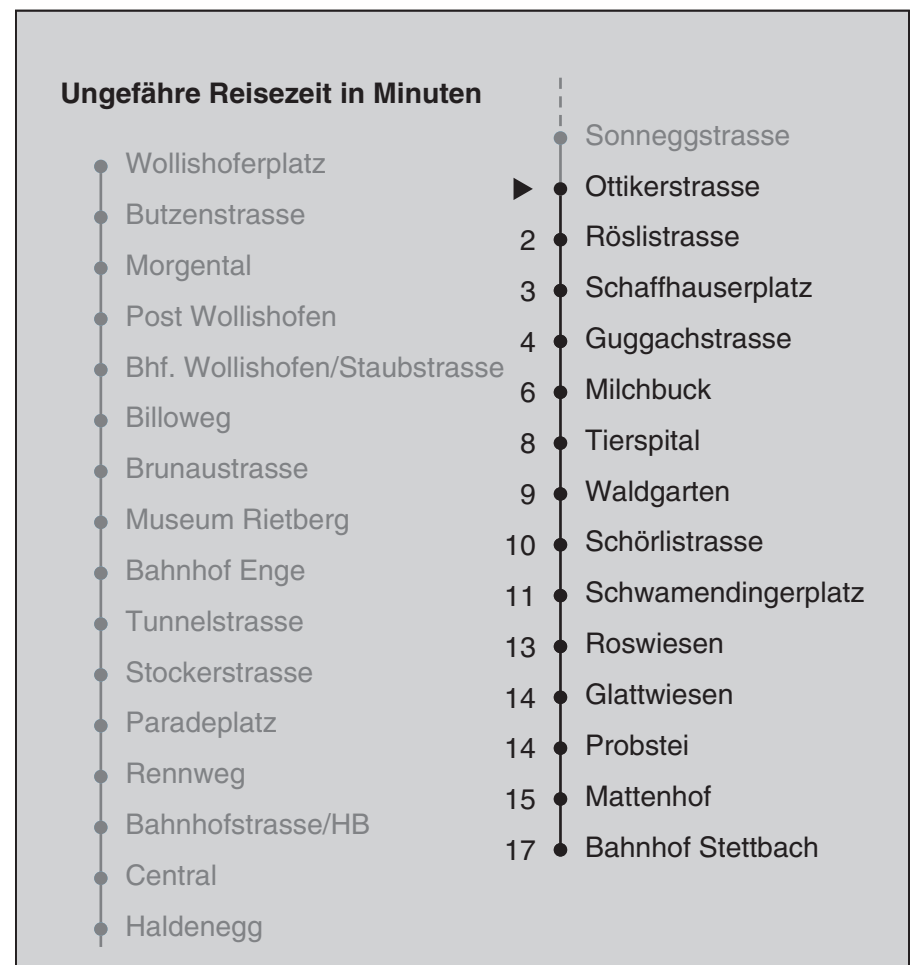 Ungefähre Reisezeit in Minuten
Wollishoferplatz
Butzenstrasse
Morgental
Post Wollishofen
Bhf. Wollishofen/Staubstrasse
Billoweg
Brunaustrasse
Museum Rietberg
Bahnhof Enge
Tunnelstrasse
Stockerstrasse
Paradeplatz
Rennweg
Bahnhofstrasse/HB
Central
Haldenegg
Sonneggstrasse
Ottikerstrasse
2 Röslistrasse
3 Schaffhauserplatz
4 Guggachstrasse
6 Milchbuck
8 Tierspital
9 Waldgarten
10 Schörlistrasse
11 Schwamendingerplatz
13 Roswiesen
14 Glattwiesen
14 Probstei
15 Mattenhof
17 Bahnhof Stettbach